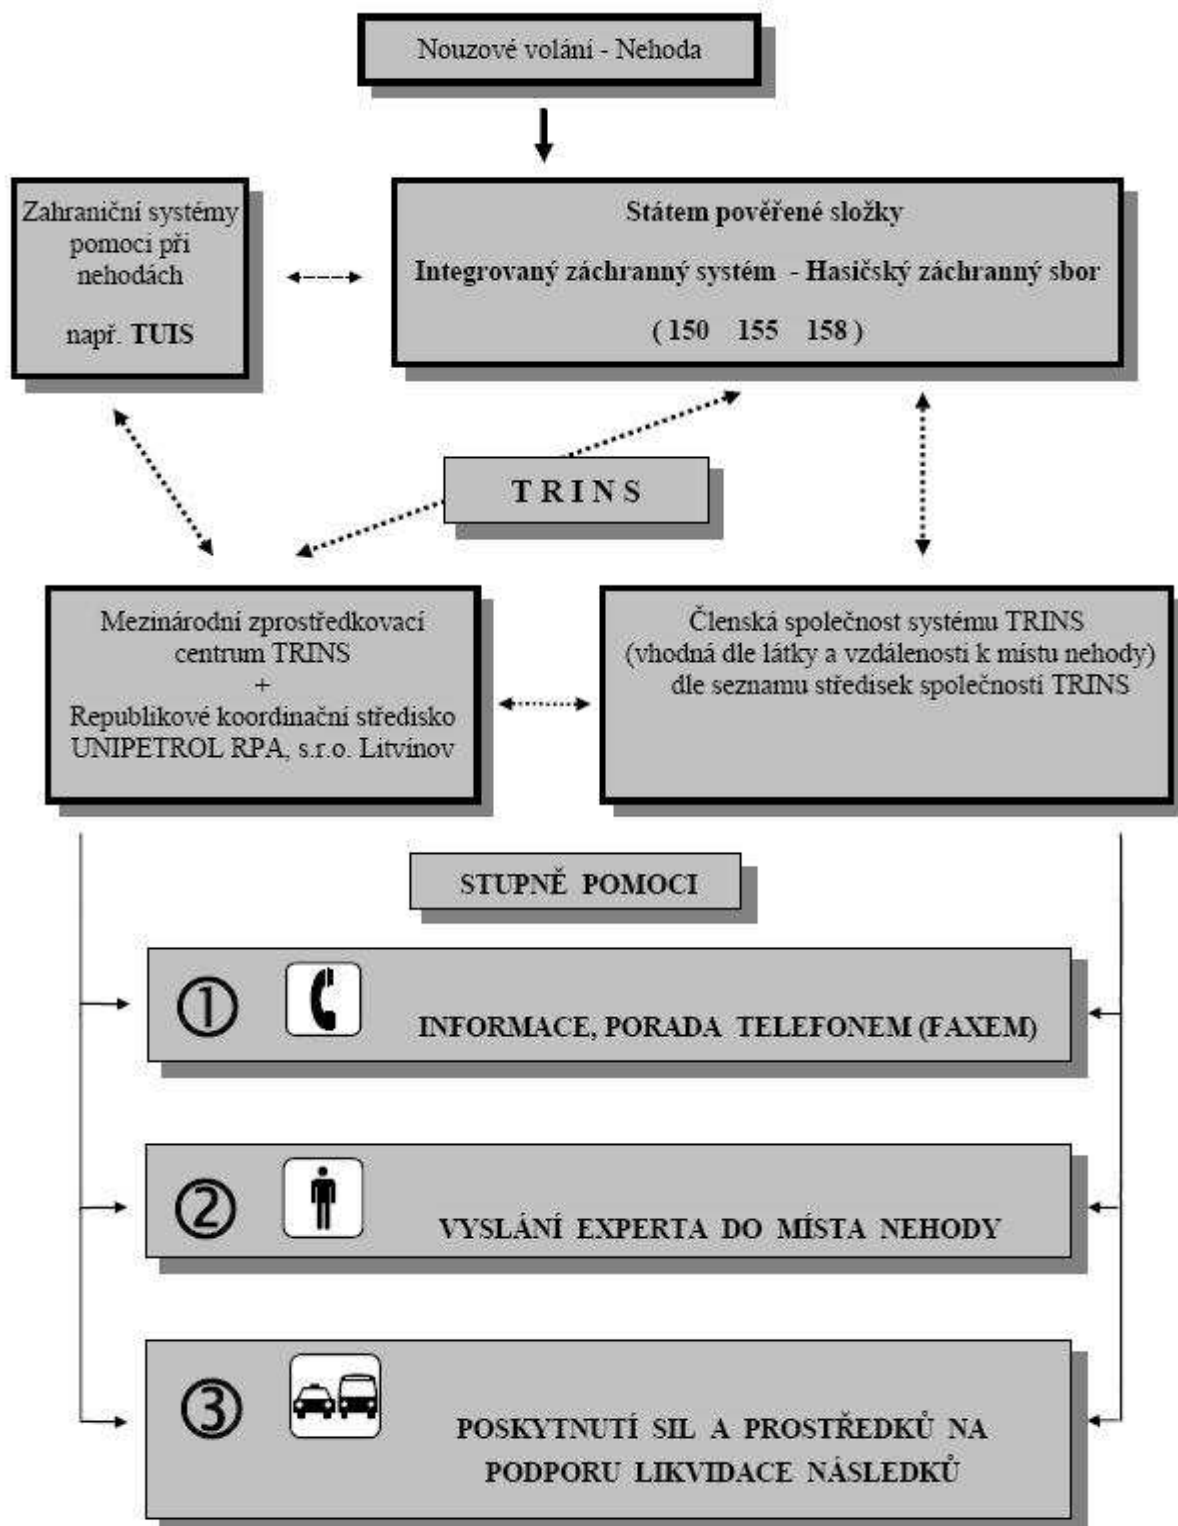 Nouzové volání - Nehoda
Zahraniční systémy
pomoci při
nehodách
např. TUIS
Státem pověřené složky
Integrovaný záchranný systém - Hasičský záchranný sbor
( 150 155 158 )
T R I N S
Mezinárodní zprostředkovací
centrum TRINS
+
Republikové koordinační středisko
UNIPETROL RPA, s.r.o. Litvínov
Členská společnost systému TRINS
(vhodná dle látky a vzdálenosti k místu nehody)
dle seznamu středisek společností TRINS
STUPNĚ POMOCI
① INFORMACE, PORADA TELEFONEM (FAXEM)
② VYSLÁNÍ EXPERTA DO MÍSTA NEHODY
③ POSKYTNUTÍ SIL A PROSTŘEDKŮ NA
PODPORU LIKVIDACE NÁSLEDKŮ